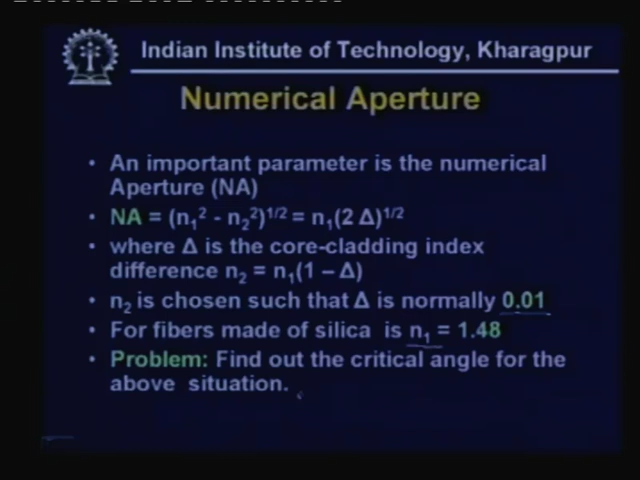 Indian Institute of Technology, Kharagpur
Numerical Aperture
• An important parameter is the numerical
Aperture (NA)
• NA = (n₁² - n₂²)¹/² = n₁(2 Δ)¹/²
• where Δ is the core-cladding index
difference n₂ = n₁(1 – Δ)
• n₂ is chosen such that Δ is normally 0.01
• For fibers made of silica is n₁ = 1.48
• Problem: Find out the critical angle for the
above situation.